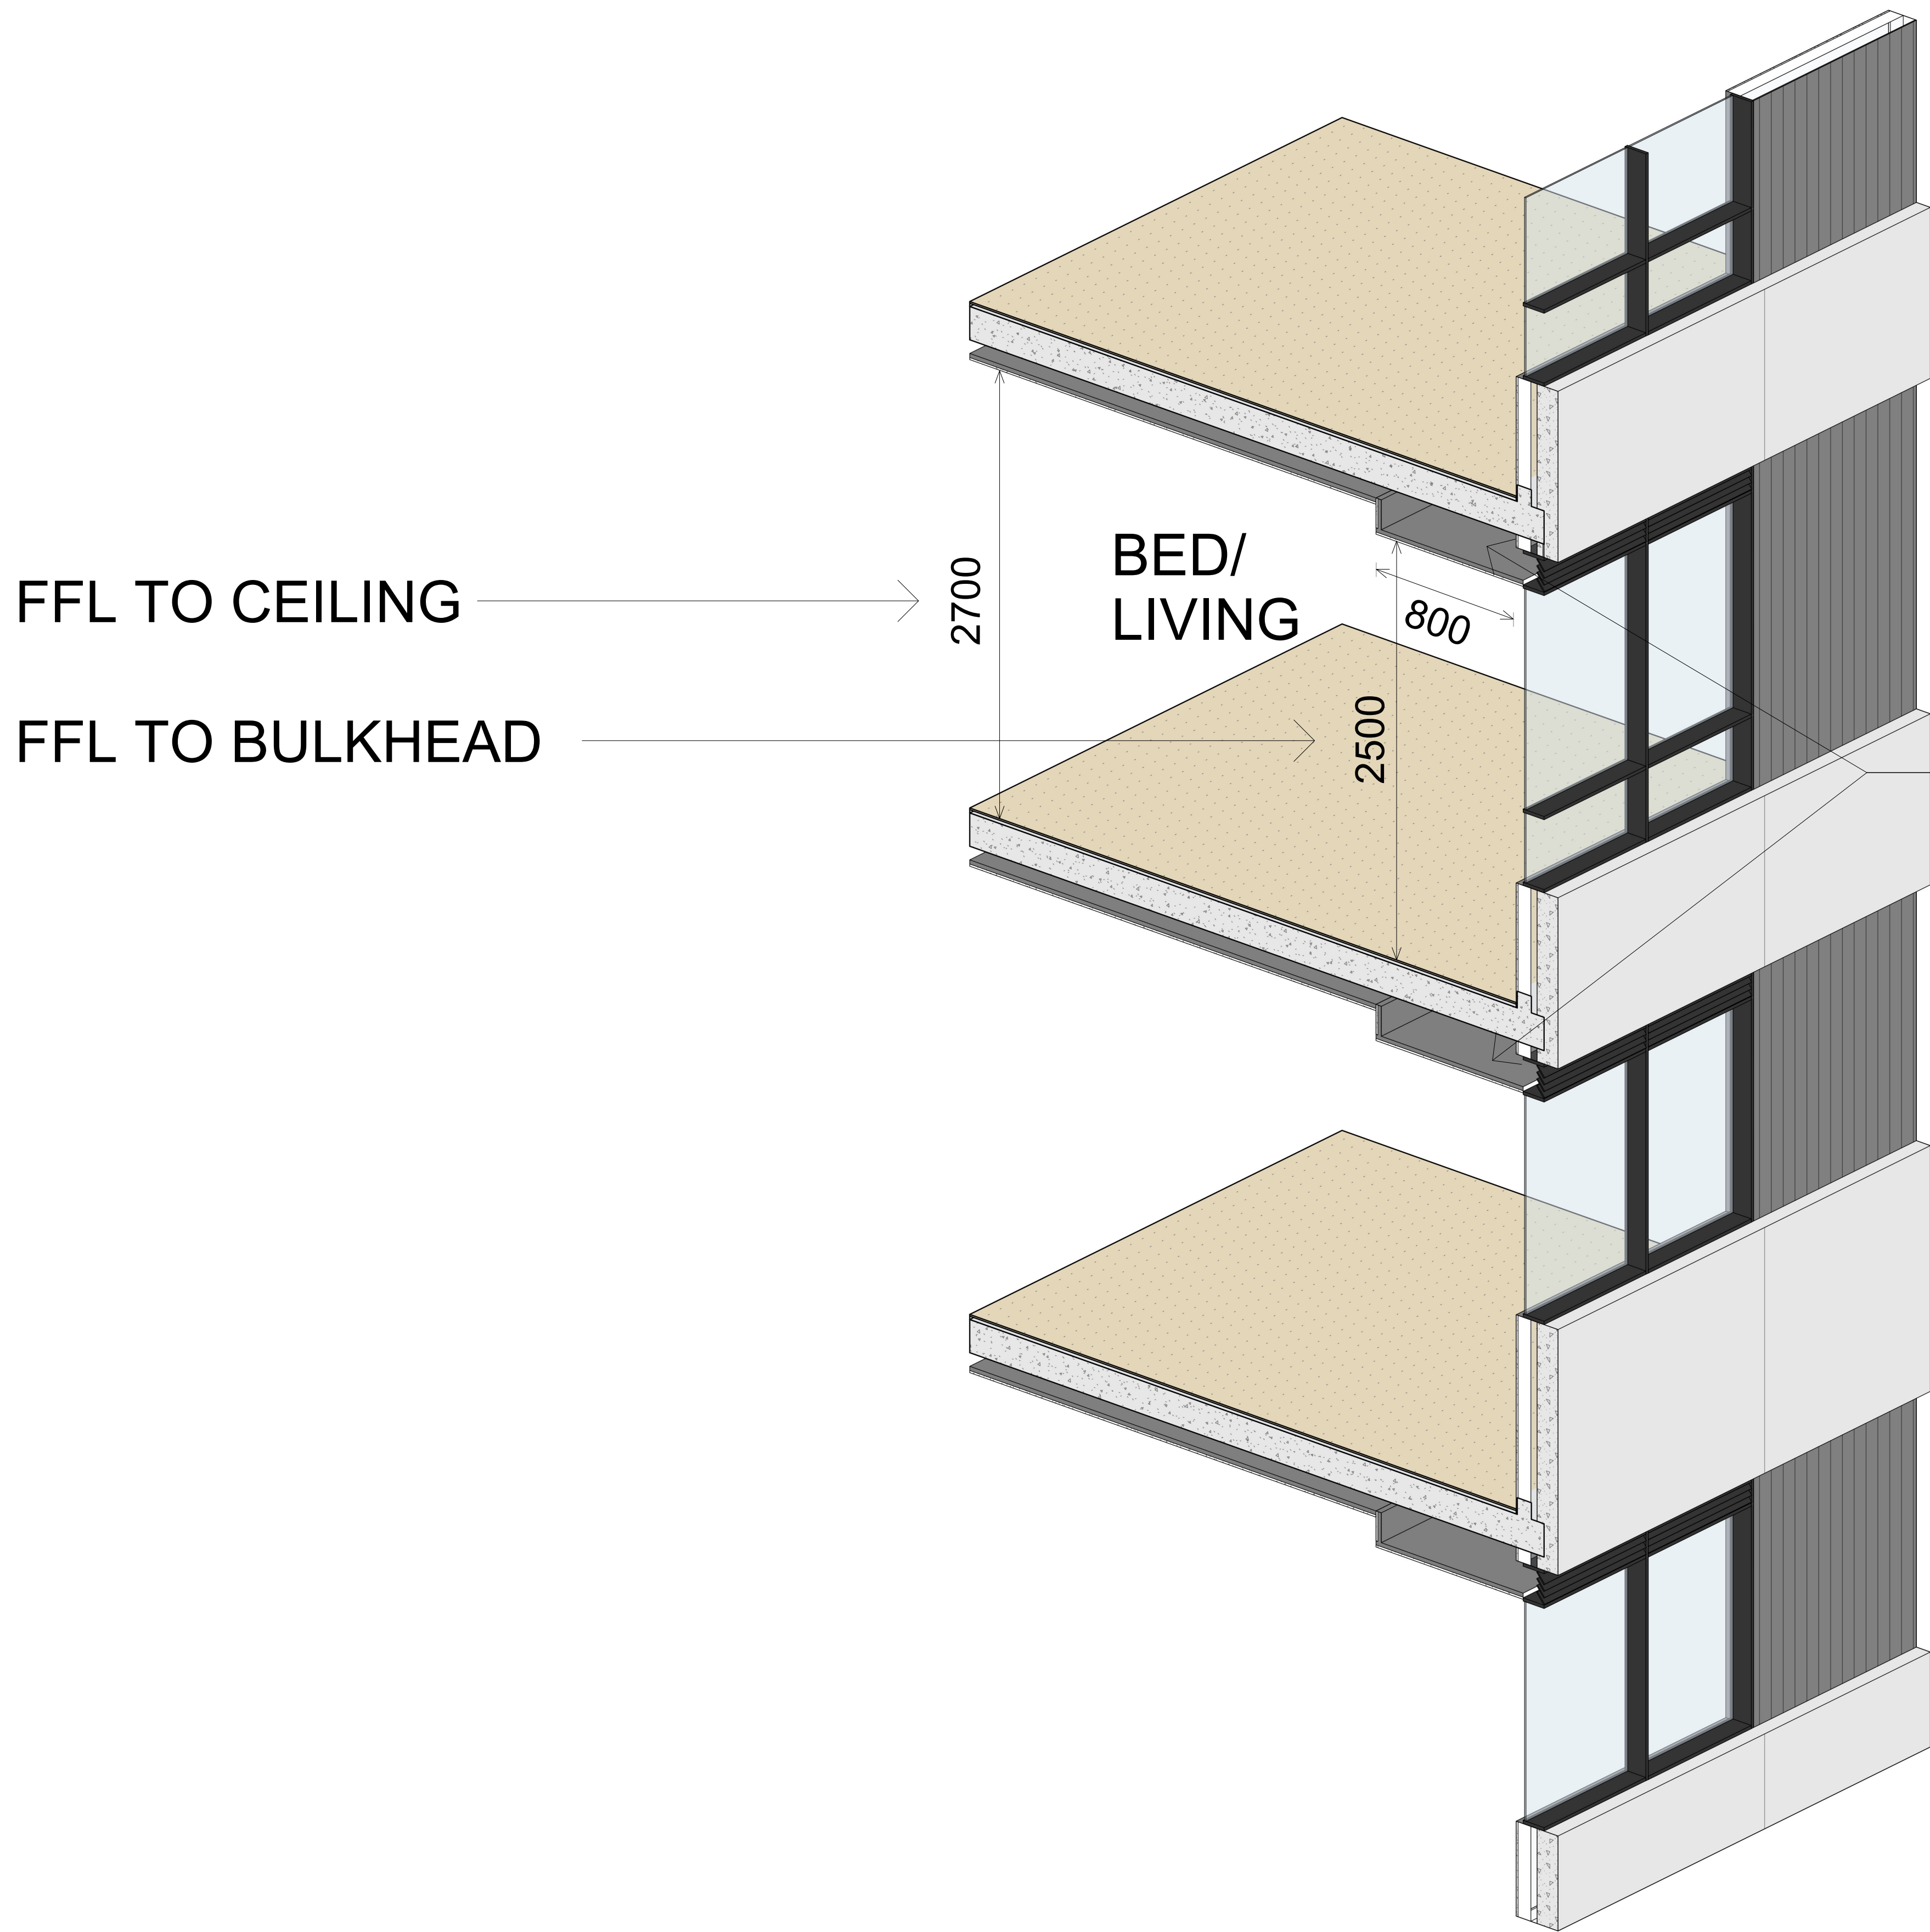 BED/
LIVING
FFL TO CEILING
2700
800
FFL TO BULKHEAD
2500